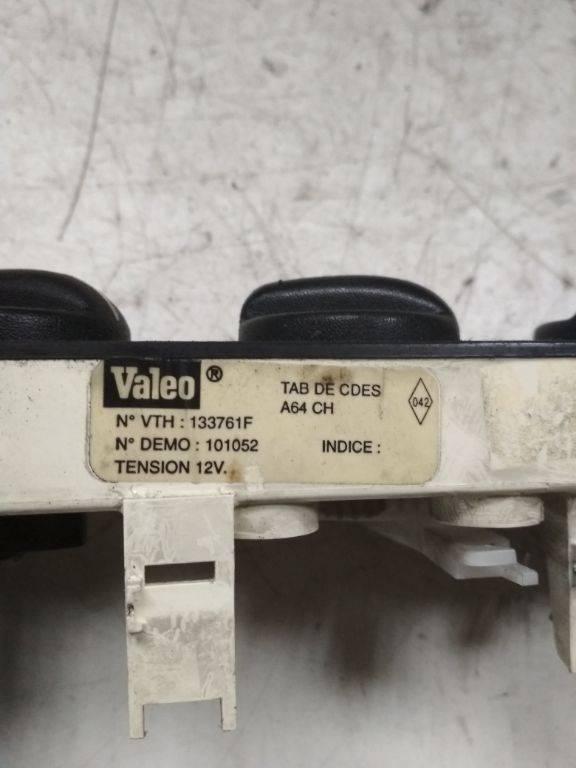 Valeo®
TAB DE CDES
A64 CH
042
N° VTH : 133761F
N° DEMO : 101052 INDICE :
TENSION 12V.